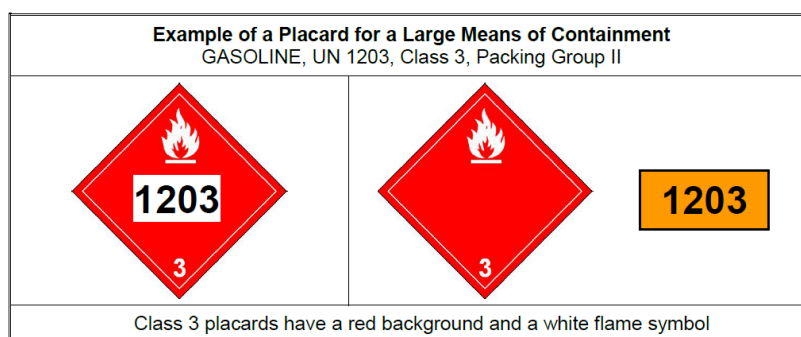 Example of a Placard for a Large Means of Containment
GASOLINE, UN 1203, Class 3, Packing Group II
1203
3
3
1203
Class 3 placards have a red background and a white flame symbol